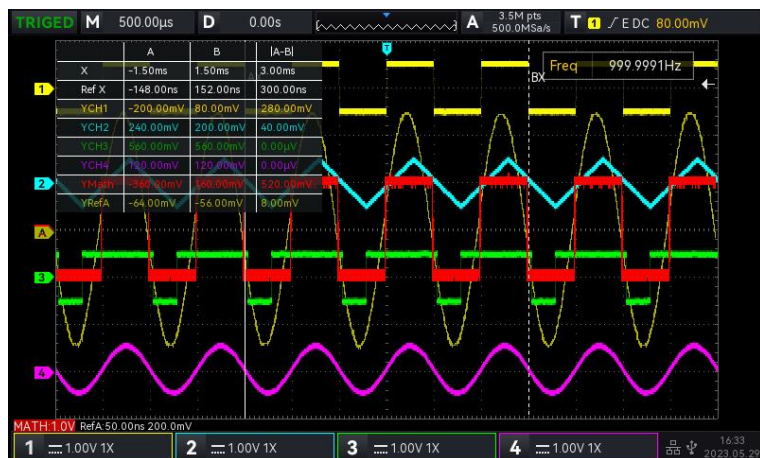 TRIGED M 500.00µs D 0.00s A 3.5M pts 500.0MSa/s T 1 E DC 80.00mV
T
A B |A-B|
X -1.50ms 1.50ms 3.00ms
Ref X -148.00ns 152.00ns 300.00ns
YCH1 -200.00mV 80.00mV 280.00mV
YCH2 240.00mV 200.00mV 40.00mV
YCH3 560.00mV 560.00mV 0.00µV
YCH4 120.00mV 120.00mV 0.00µV
YMath -360.00mV 160.00mV 520.00mV
YRefA -64.00mV -56.00mV 8.00mV
BX
Freq 999.9991Hz
1
2
A
3
4
MATH:1.0V RefA:50.00ns 200.0mV
1 1.00V 1X 2 1.00V 1X 3 1.00V 1X 4 1.00V 1X
16:33
2023.05.29